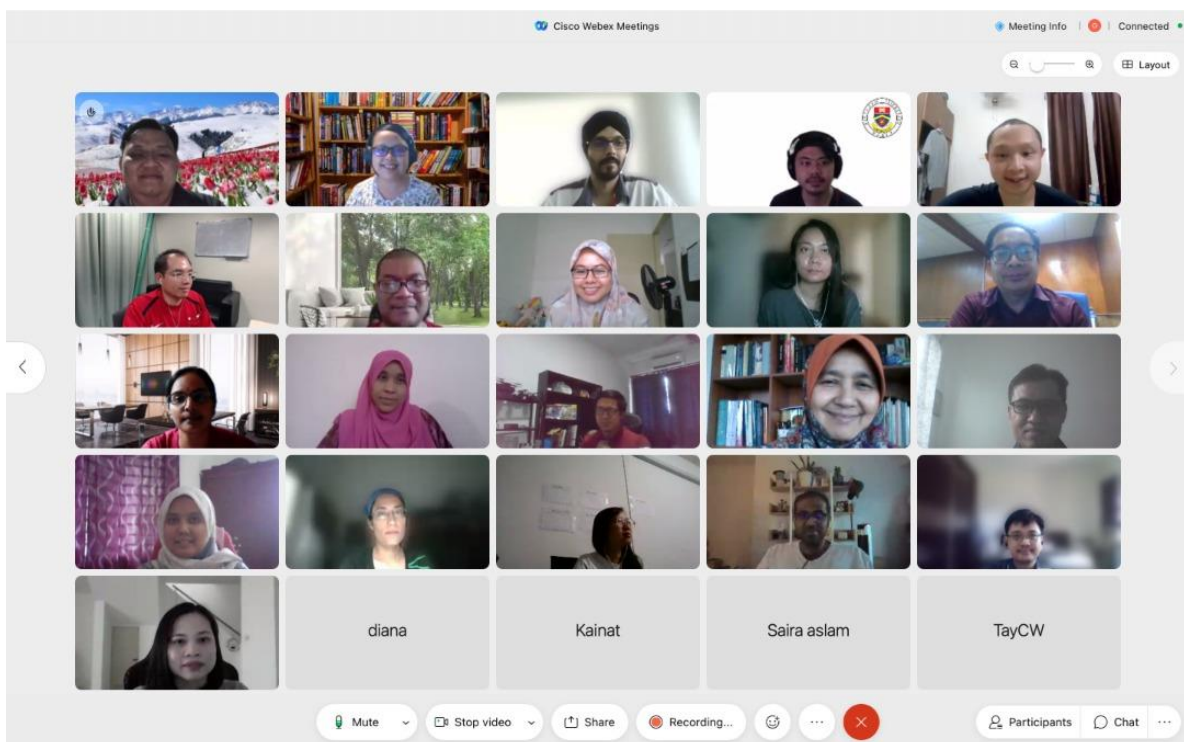 Cisco Webex Meetings
Meeting Info
Connected
Layout
diana
Kainat
Saira aslam
TayCW
Mute
Stop video
Share
Recording...
Participants
Chat